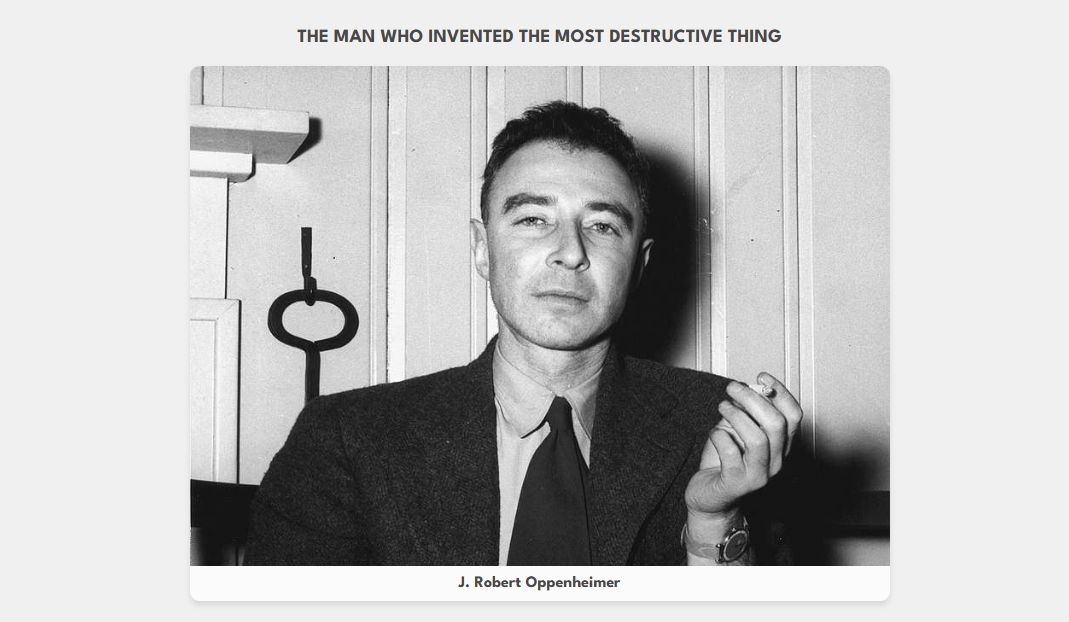 THE MAN WHO INVENTED THE MOST DESTRUCTIVE THING
J. Robert Oppenheimer